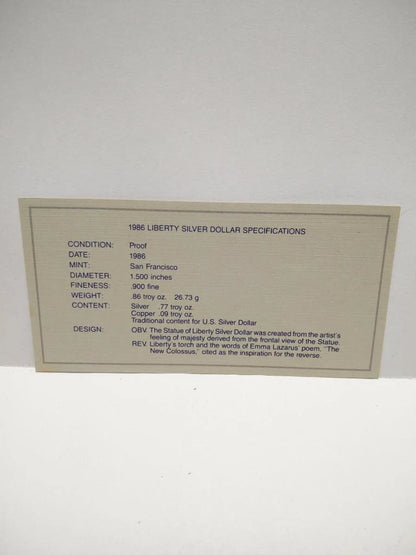 1986 LIBERTY SILVER DOLLAR SPECIFICATIONS
CONDITION: Proof
DATE: 1986
MINT: San Francisco
DIAMETER: 1.500 inches
FINENESS: .900 fine
WEIGHT: .86 troy oz. 26.73 g
CONTENT: Silver .77 troy oz.
Copper .09 troy oz.
Traditional content for U.S. Silver Dollar
DESIGN: OBV. The Statue of Liberty Silver Dollar was created from the artist's
feeling of majesty derived from the frontal view of the Statue.
REV. Liberty's torch and the words of Emma Lazarus' poem, "The
New Colossus," cited as the inspiration for the reverse.